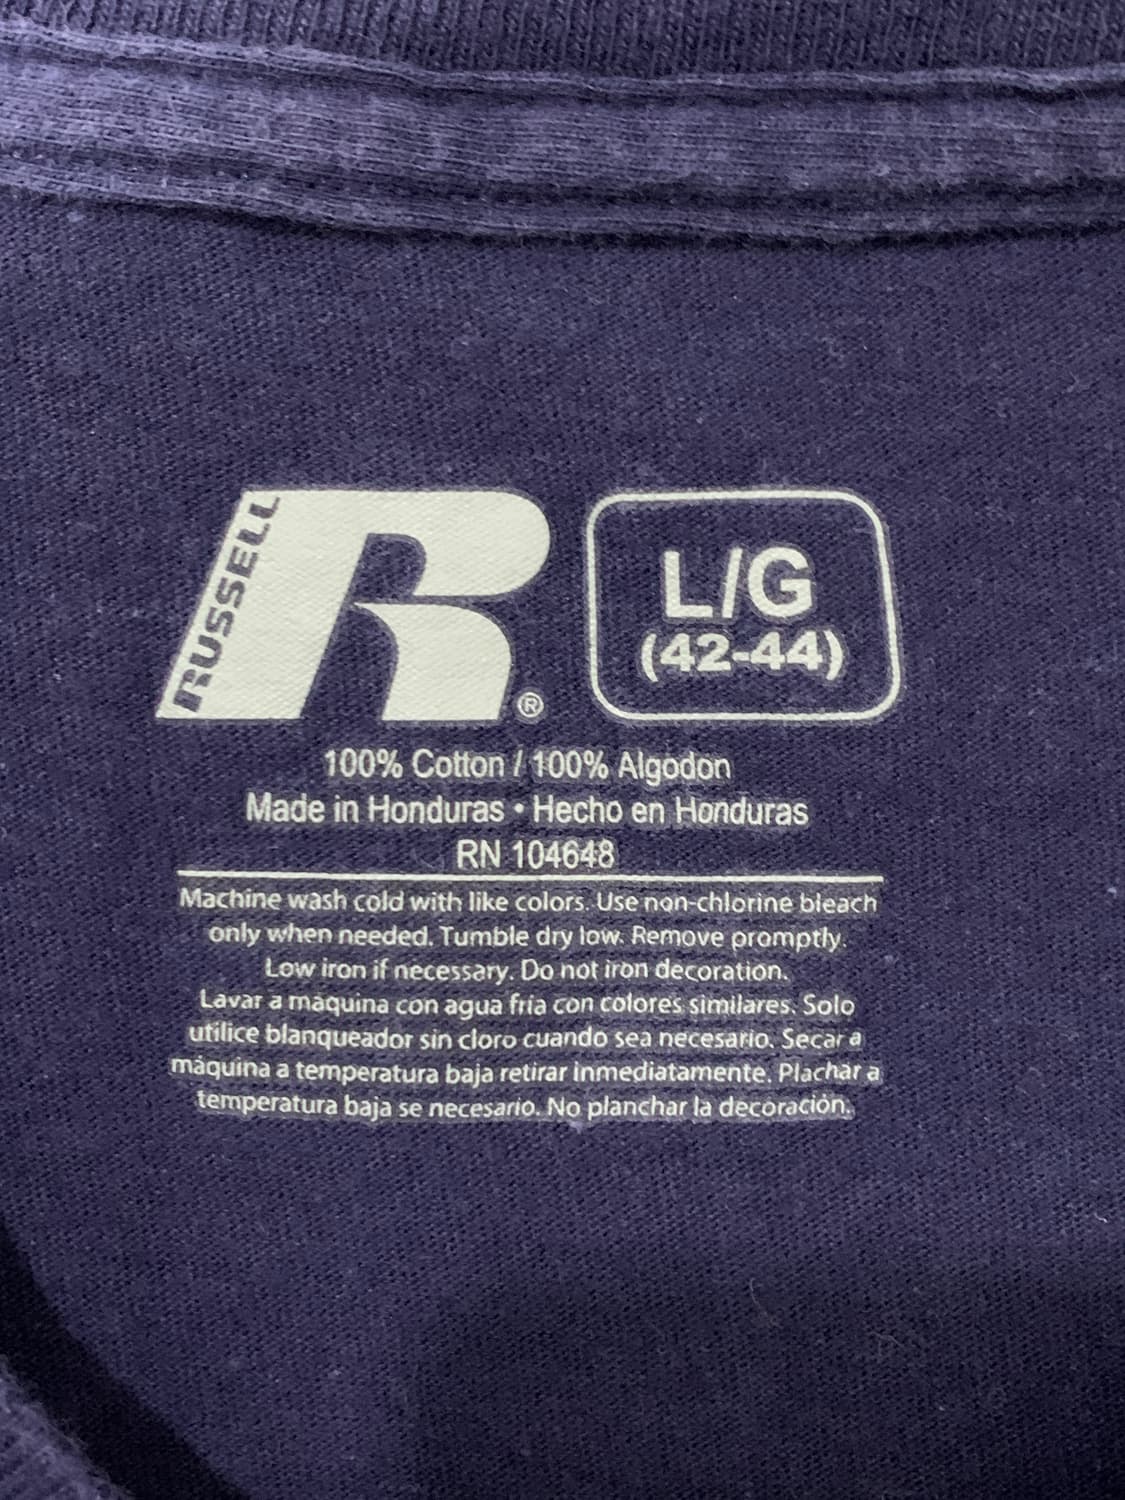 RUSSELL
R®
L/G
(42-44)
100% Cotton / 100% Algodon
Made in Honduras • Hecho en Honduras
RN 104648
Machine wash cold with like colors. Use non-chlorine bleach
only when needed. Tumble dry low. Remove promptly.
Low iron if necessary. Do not iron decoration.
Lavar a máquina con agua fría con colores similares. Solo
utilice blanqueador sin cloro cuando sea necesario. Secar a
máquina a temperatura baja retirar inmediatamente. Plachar a
temperatura baja se necesario. No planchar la decoración.